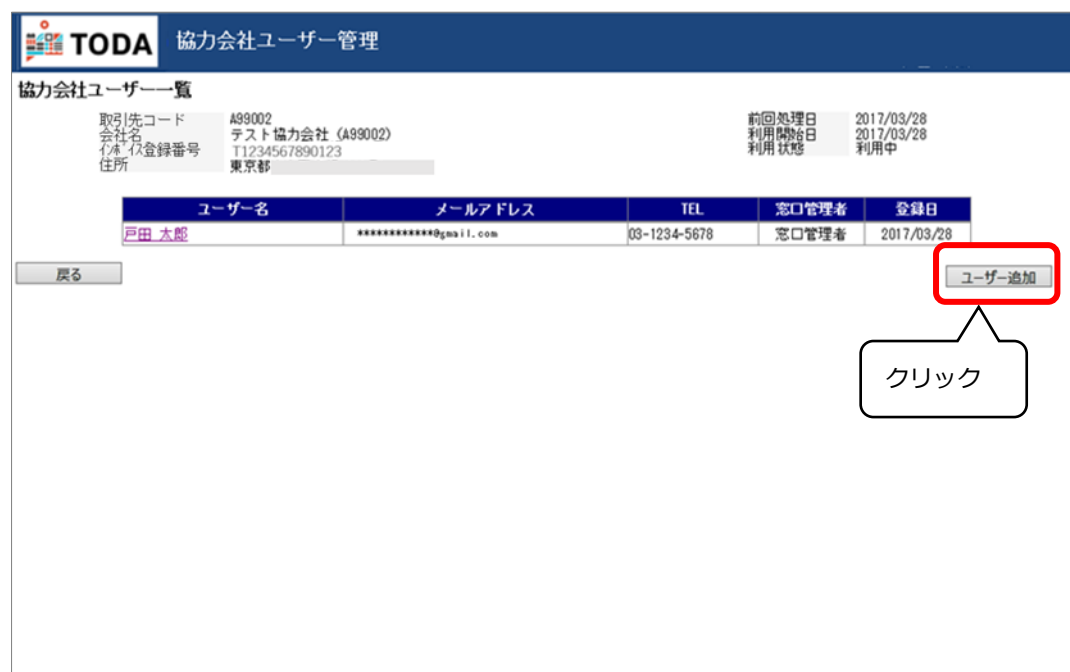 TODA 協力会社ユーザー管理
協力会社ユーザー一覧
取引先コード A99002 前回処理日 2017/03/28
会社名 テスト協力会社 (A99002) 利用開始日 2017/03/28
ｲﾝﾎﾞｲｽ登録番号 T1234567890123 利用状態 利用中
住所 東京都
ユーザー名 メールアドレス TEL 窓口管理者 登録日
戸田 太郎 ************@gmail.com 03-1234-5678 窓口管理者 2017/03/28
戻る ユーザー追加
クリック